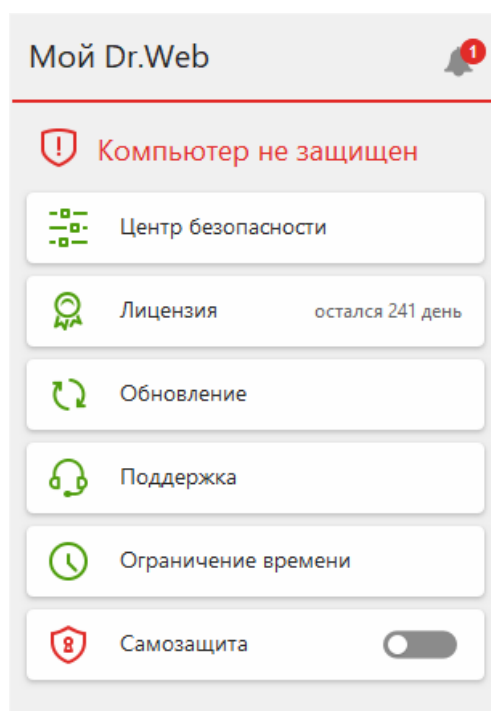 Мой Dr.Web
1
Компьютер не защищен
Центр безопасности
Лицензия остался 241 день
Обновление
Поддержка
Ограничение времени
Самозащита